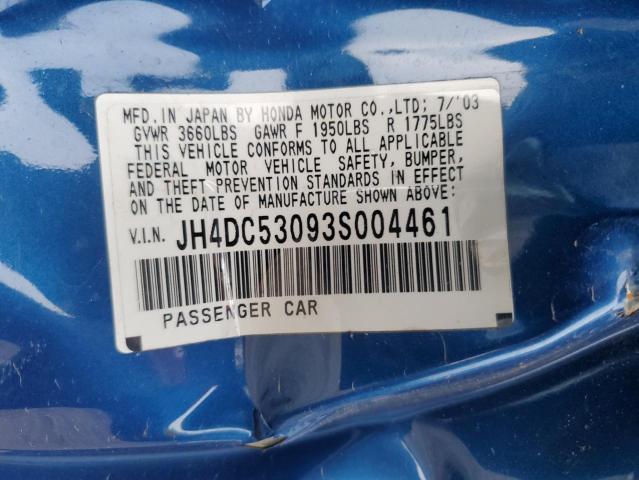 MFD. IN JAPAN BY HONDA MOTOR CO., LTD; 7/'03
GVWR 3660LBS GAWR F 1950LBS R 1775LBS
THIS VEHICLE CONFORMS TO ALL APPLICABLE
FEDERAL MOTOR VEHICLE SAFETY, BUMPER,
AND THEFT PREVENTION STANDARDS IN EFFECT
ON THE DATE OF MANUFACTURE SHOWN ABOVE:
V.I.N. JH4DC53093S004461
PASSENGER CAR